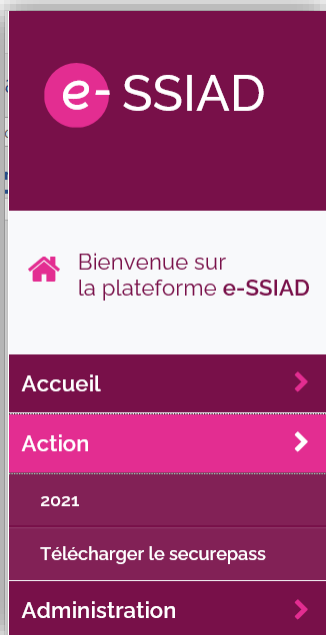 e- SSIAD
Bienvenue sur
la plateforme e-SSIAD
Accueil
Action
2021
Télécharger le securepass
Administration